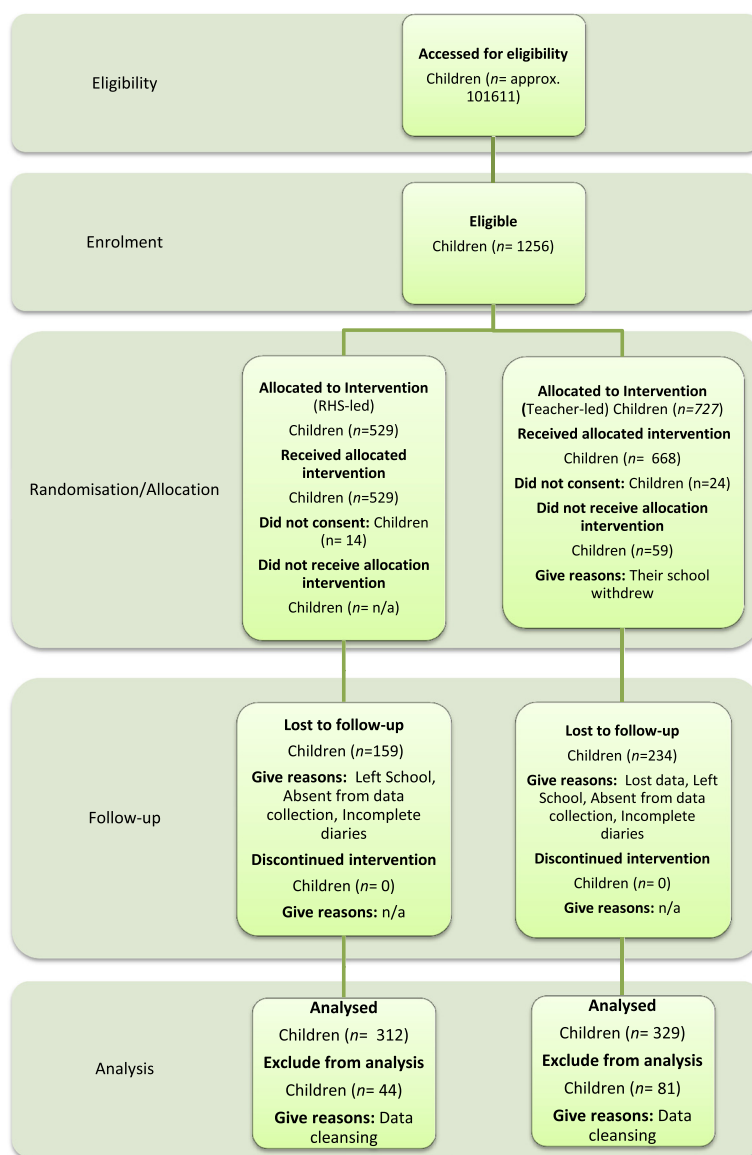 Eligibility
Accessed for eligibility
Children (n= approx.
101611)
Enrolment
Eligible
Children (n= 1256)
Randomisation/Allocation
Allocated to Intervention
(RHS-led)
Children (n=529)
Received allocated
intervention
Children (n=529)
Did not consent: Children
(n= 14)
Did not receive allocation
intervention
Children (n= n/a)
Allocated to Intervention
(Teacher-led) Children (n=727)
Received allocated intervention
Children (n= 668)
Did not consent: Children (n=24)
Did not receive allocation
intervention
Children (n=59)
Give reasons: Their school
withdrew
Follow-up
Lost to follow-up
Children (n=159)
Give reasons: Left School,
Absent from data
collection, Incomplete
diaries
Discontinued intervention
Children (n= 0)
Give reasons: n/a
Lost to follow-up
Children (n=234)
Give reasons: Lost data, Left
School, Absent from data
collection, Incomplete
diaries
Discontinued intervention
Children (n= 0)
Give reasons: n/a
Analysis
Analysed
Children (n= 312)
Exclude from analysis
Children (n= 44)
Give reasons: Data
cleansing
Analysed
Children (n= 329)
Exclude from analysis
Children (n= 81)
Give reasons: Data
cleansing